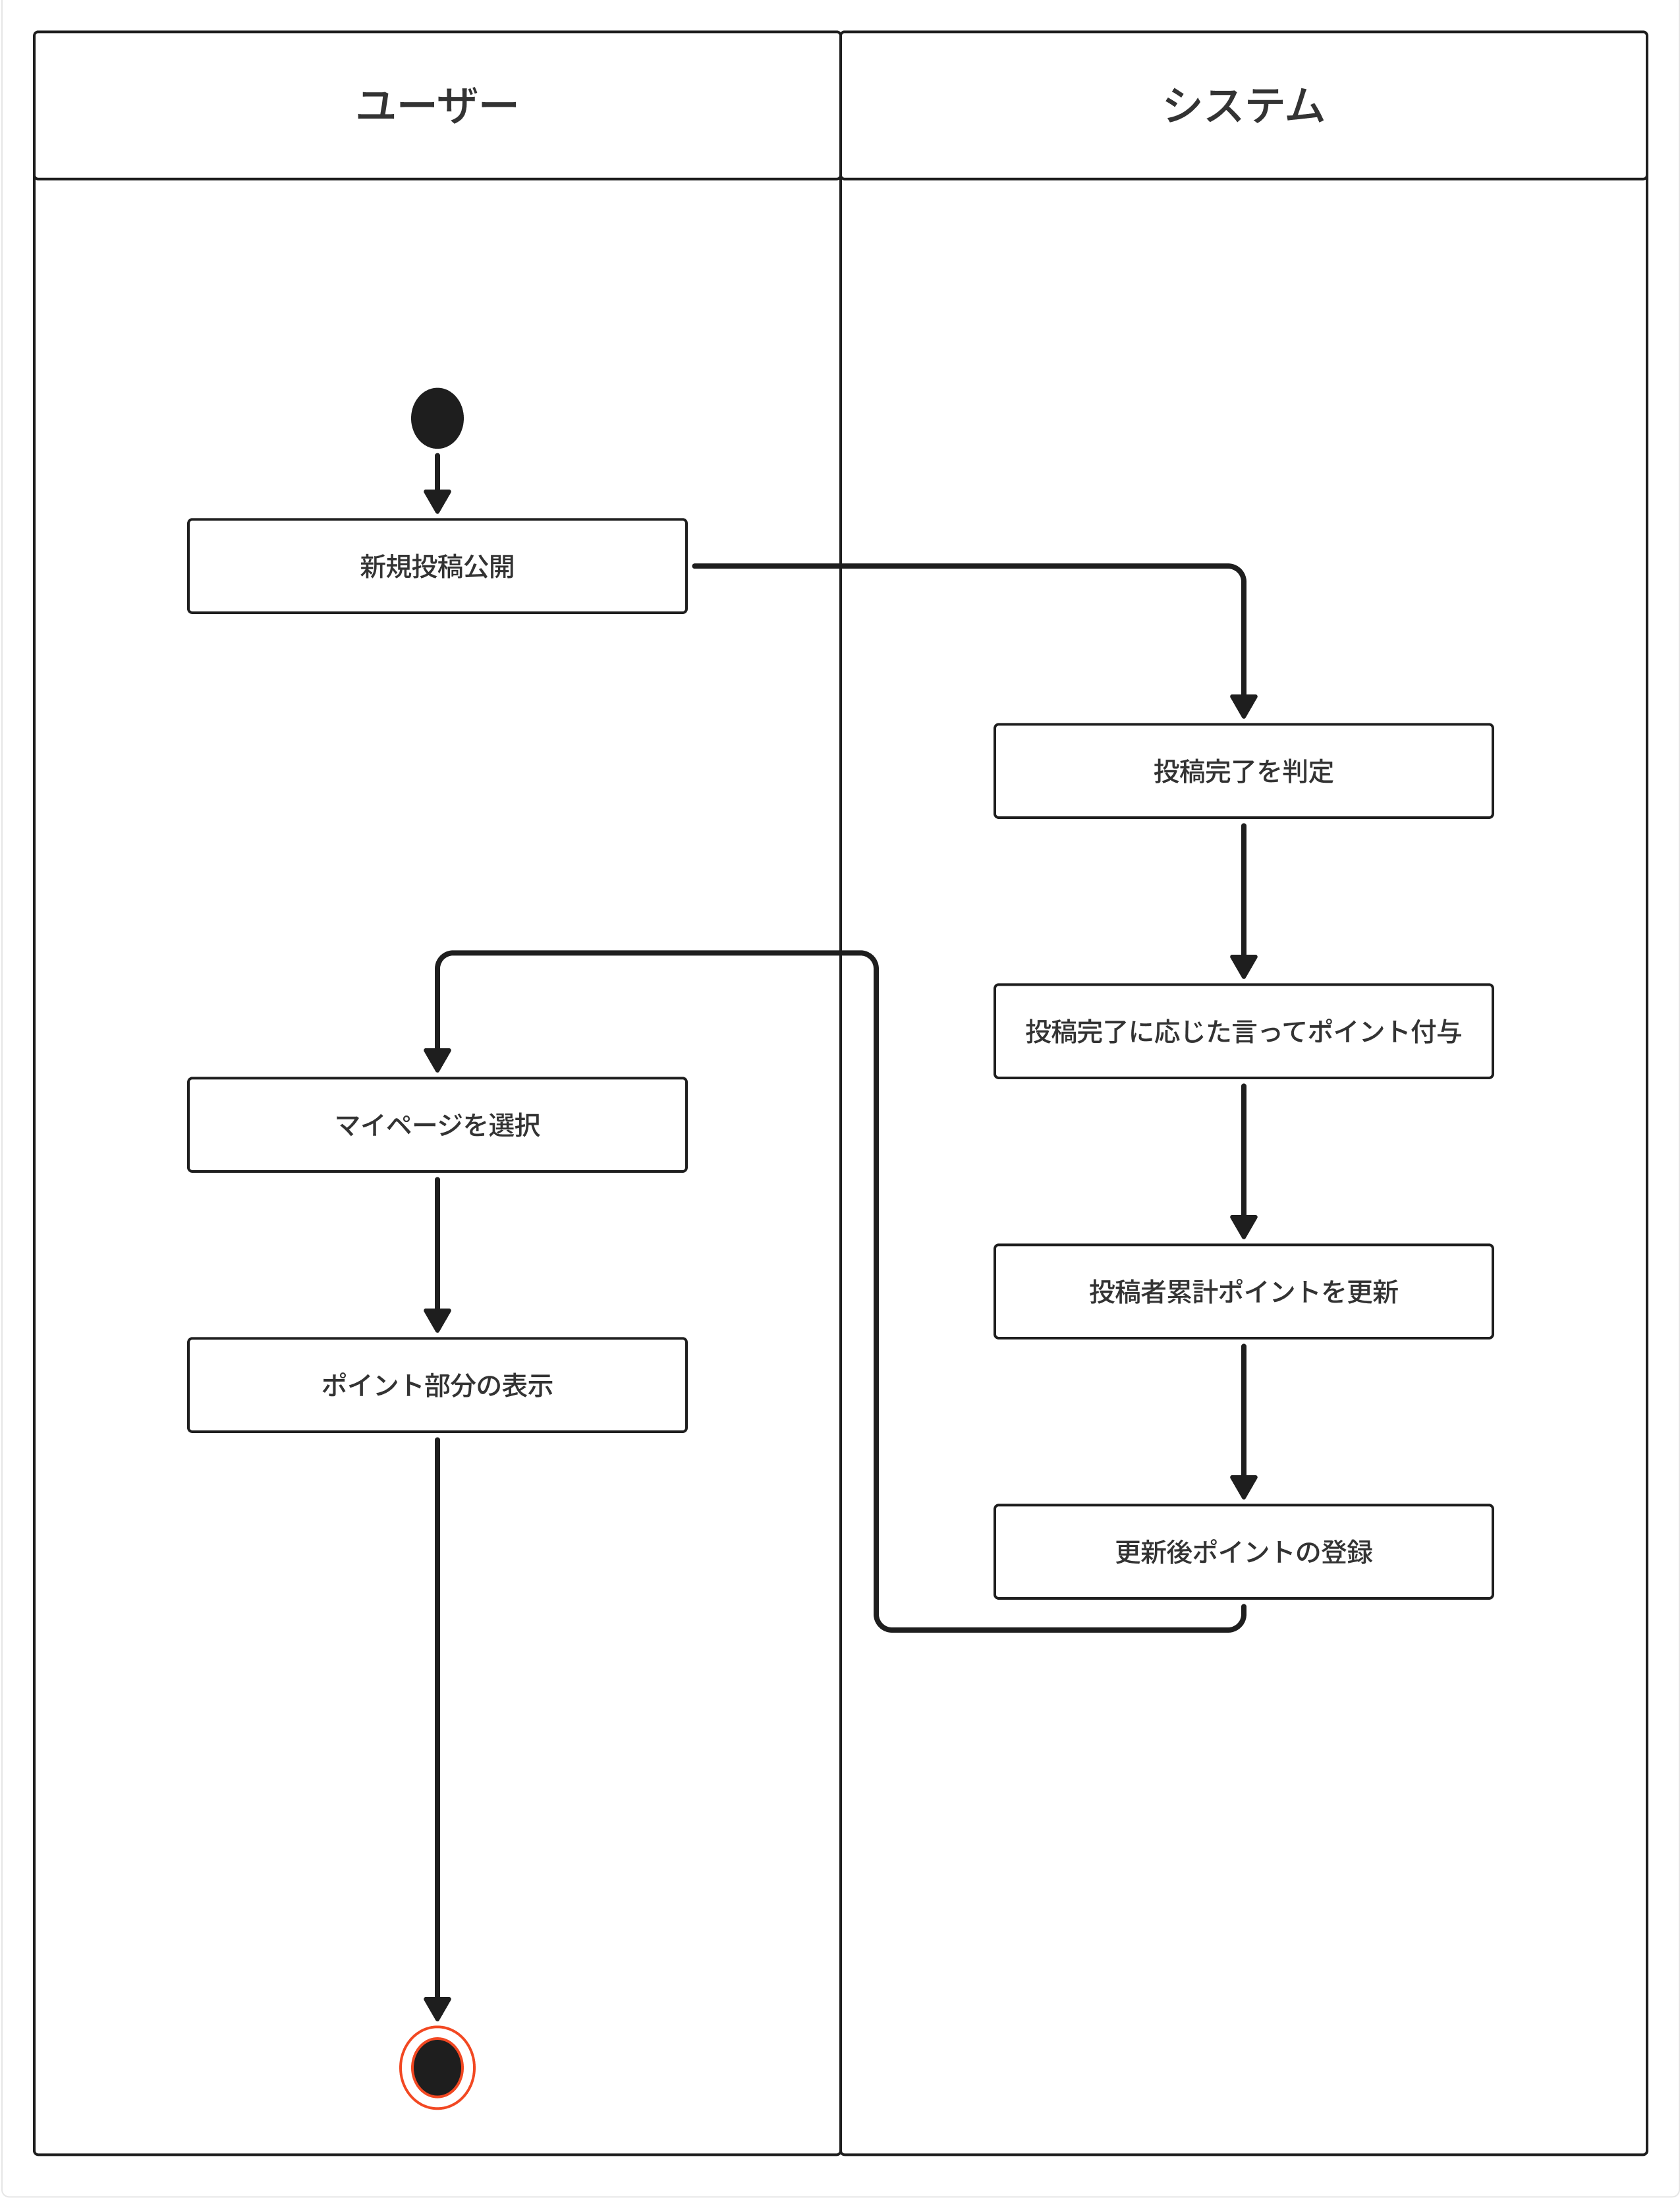 ユーザー
システム
新規投稿公開
投稿完了を判定
投稿完了に応じた言ってポイント付与
マイページを選択
投稿者累計ポイントを更新
ポイント部分の表示
更新後ポイントの登録